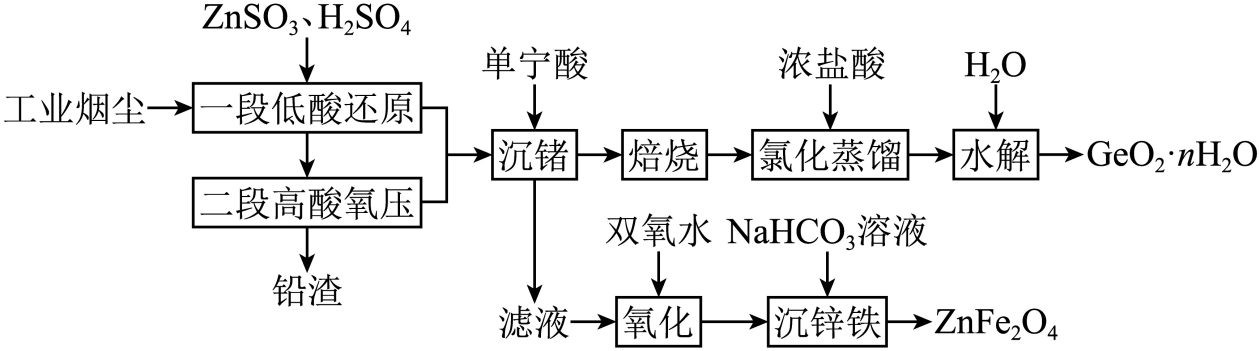 ZnSO₃、H₂SO₄
单宁酸
浓盐酸
H₂O
工业烟尘
一段低酸还原
沉锗
焙烧
氯化蒸馏
水解
GeO₂·nH₂O
二段高酸氧压
双氧水
NaHCO₃溶液
铅渣
滤液
氧化
沉锌铁
ZnFe₂O₄